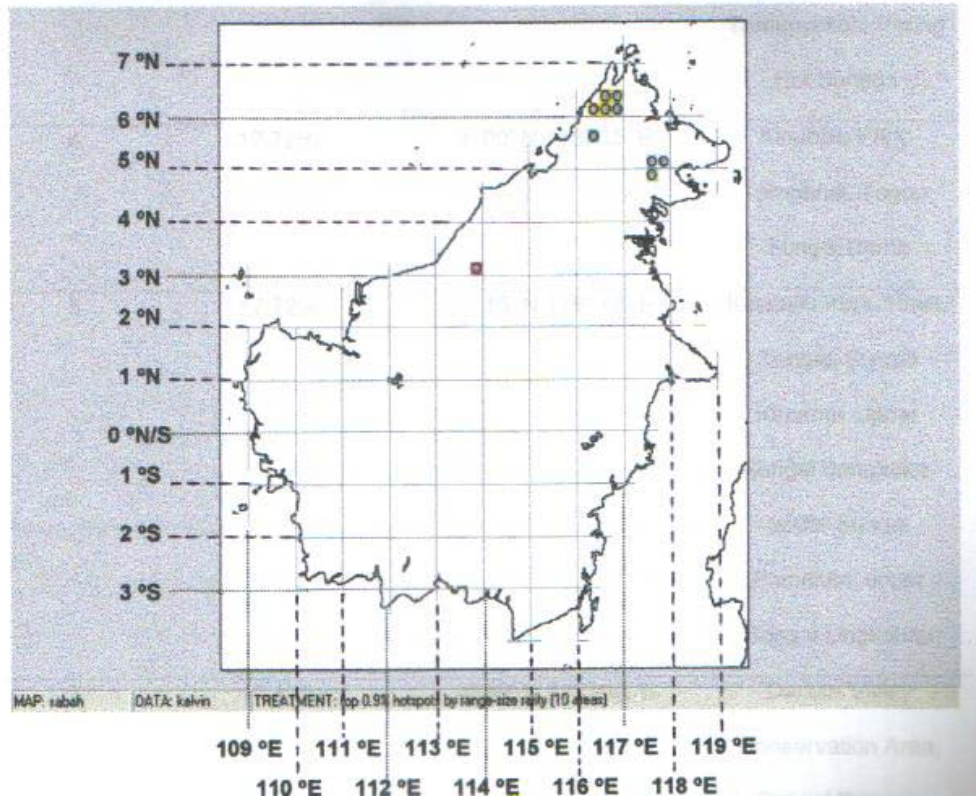 7 ºN
6 ºN
5 ºN
4 ºN
3 ºN
2 ºN
1 ºN
0 ºN/S
1 ºS
2 ºS
3 ºS
MAP: sabah DATA: kelvin TREATMENT: top 0.9% hotspots by range-size rarity [10 areas]
109 ºE 111 ºE 113 ºE 115 ºE 117 ºE 119 ºE
110 ºE 112 ºE 114 ºE 116 ºE 118 ºE